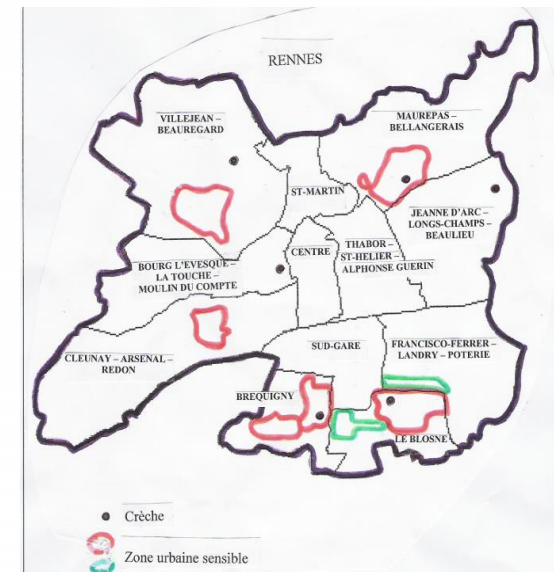 RENNES
VILLEJEAN –
BEAUREGARD
MAUREPAS –
BELLANGERAIS
ST-MARTIN
JEANNE D'ARC –
LONGS-CHAMPS –
BEAULIEU
CENTRE
THABOR –
ST-HELIER –
ALPHONSE GUERIN
BOURG L'EVESQUE –
LA TOUCHE –
MOULIN DU COMPTE
CLEUNAY – ARSENAL –
REDON
SUD-GARE
FRANCISCO-FERRER –
LANDRY – POTERIE
BREQUIGNY
LE BLOSNE
Crèche
Zone urbaine sensible